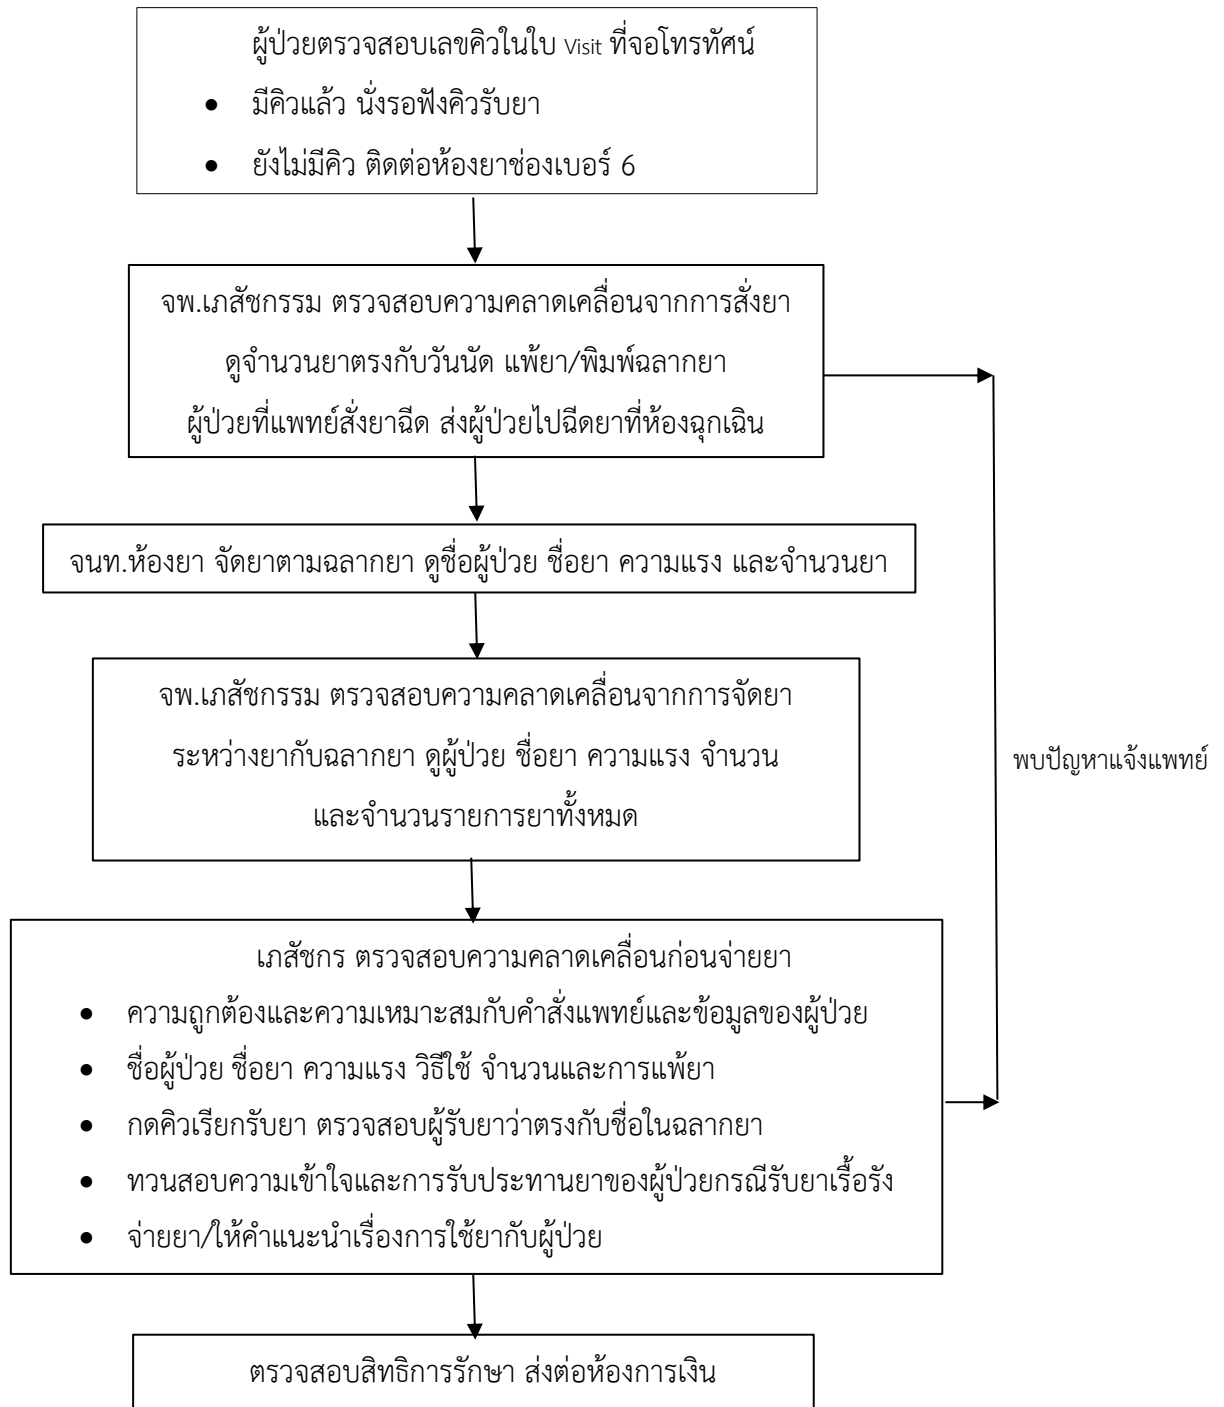 ผู้ป่วยตรวจสอบเลขคิวในใบ Visit ที่จอโทรทัศน์
• มีคิวแล้ว นั่งรอฟังคิวรับยา
• ยังไม่มีคิว ติดต่อห้องยาช่องเบอร์ 6
จพ.เภสัชกรรม ตรวจสอบความคลาดเคลื่อนจากการสั่งยา
ดูจำนวนยาตรงกับวันนัด แพ้ยา/พิมพ์ฉลากยา
ผู้ป่วยที่แพทย์สั่งยาฉีด ส่งผู้ป่วยไปฉีดยาที่ห้องฉุกเฉิน
จนท.ห้องยา จัดยาตามฉลากยา ดูชื่อผู้ป่วย ชื่อยา ความแรง และจำนวนยา
จพ.เภสัชกรรม ตรวจสอบความคลาดเคลื่อนจากการจัดยา
ระหว่างยากับฉลากยา ดูผู้ป่วย ชื่อยา ความแรง จำนวน
และจำนวนรายการยาทั้งหมด
พบปัญหาแจ้งแพทย์
เภสัชกร ตรวจสอบความคลาดเคลื่อนก่อนจ่ายยา
• ความถูกต้องและความเหมาะสมกับคำสั่งแพทย์และข้อมูลของผู้ป่วย
• ชื่อผู้ป่วย ชื่อยา ความแรง วิธีใช้ จำนวนและการแพ้ยา
• กดคิวเรียกรับยา ตรวจสอบผู้รับยาว่าตรงกับชื่อในฉลากยา
• ทวนสอบความเข้าใจและการรับประทานยาของผู้ป่วยกรณีรับยาเรื้อรัง
• จ่ายยา/ให้คำแนะนำเรื่องการใช้ยากับผู้ป่วย
ตรวจสอบสิทธิการรักษา ส่งต่อห้องการเงิน